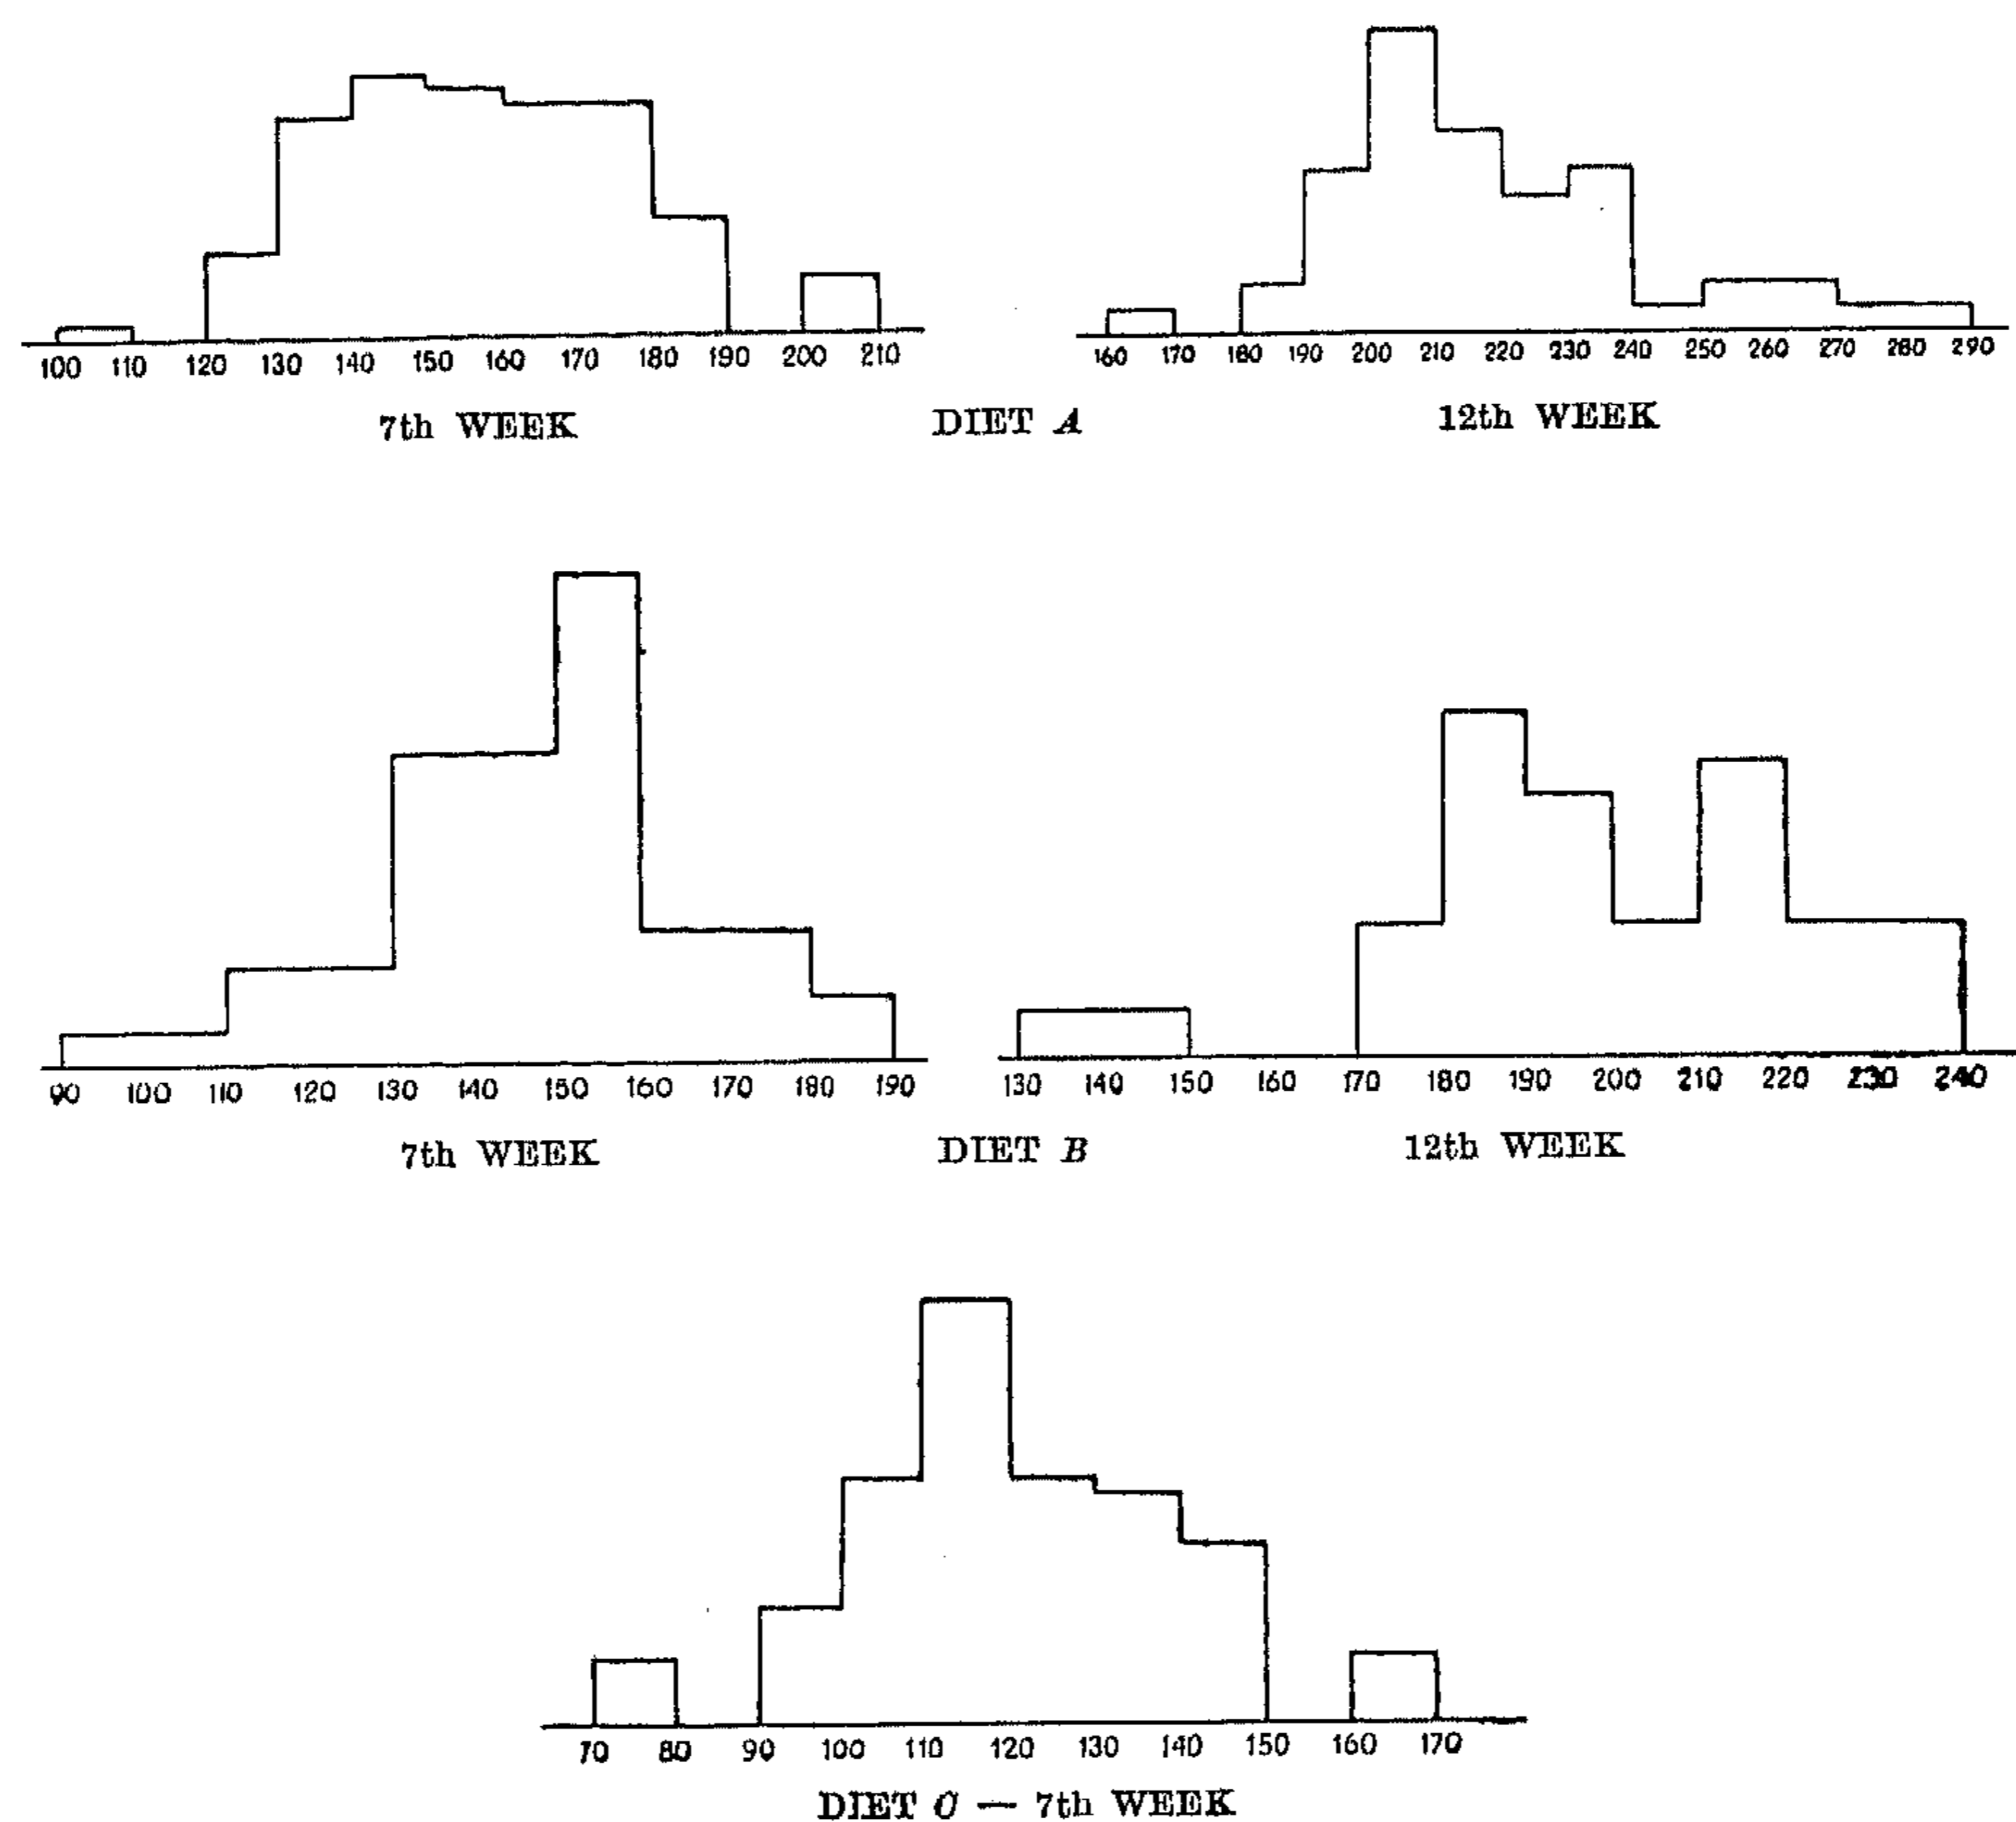 100 110 120 130 140 150 160 170 180 190 200 210
160 170 180 190 200 210 220 230 240 250 260 270 280 290
7th WEEK DIET A 12th WEEK
90 100 110 120 130 140 150 160 170 180 190
130 140 150 160 170 180 190 200 210 220 230 240
7th WEEK DIET B 12th WEEK
70 80 90 100 110 120 130 140 150 160 170
DIET C — 7th WEEK